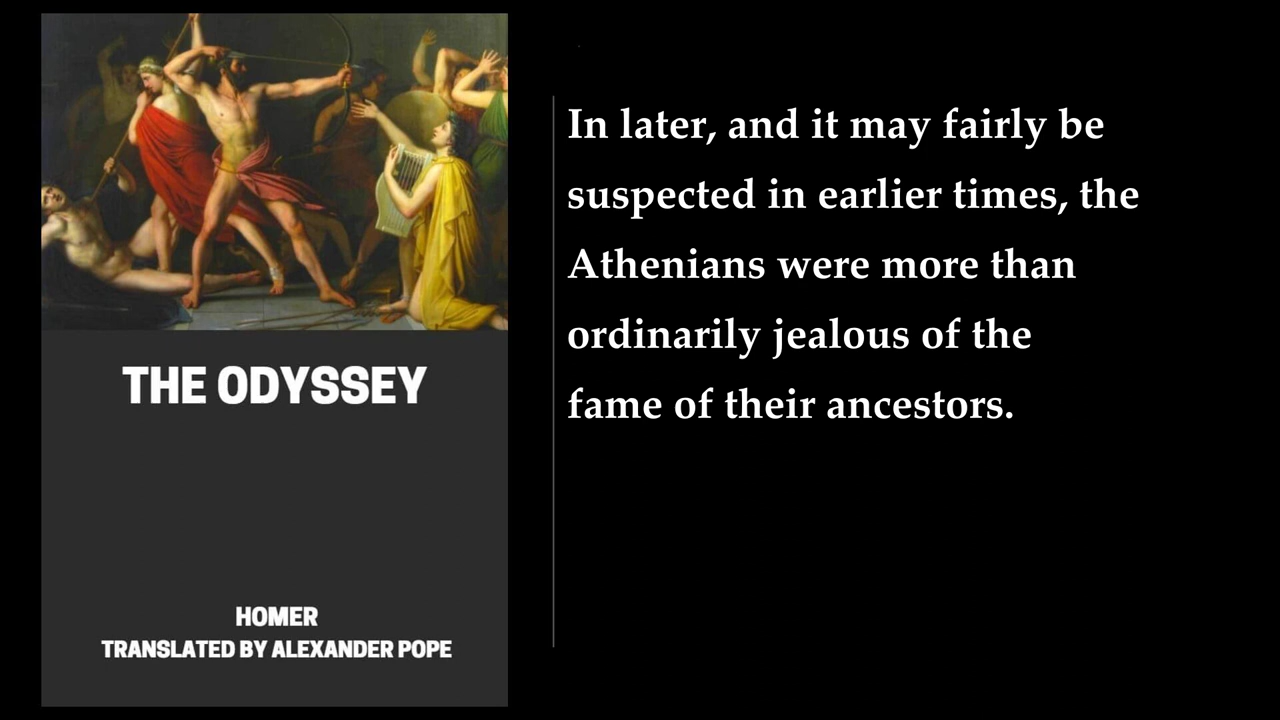 THE ODYSSEY
HOMER
TRANSLATED BY ALEXANDER POPE
In later, and it may fairly be
suspected in earlier times, the
Athenians were more than
ordinarily jealous of the
fame of their ancestors.